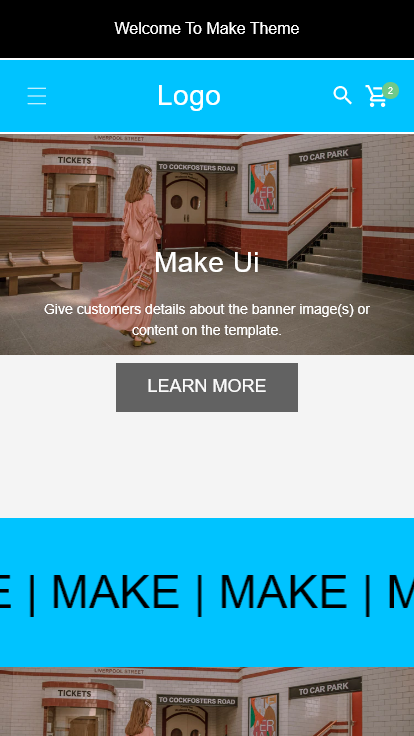 Welcome To Make Theme
Logo
2
LIVERPOOL STREET
TICKETS
TO COCKFOSTERS ROAD
TO CAR PARK
Make Ui
Give customers details about the banner image(s) or
content on the template.
LEARN MORE
E | MAKE | MAKE | M
TICKETS
TO COCKFOSTERS ROAD
TO CAR PARK